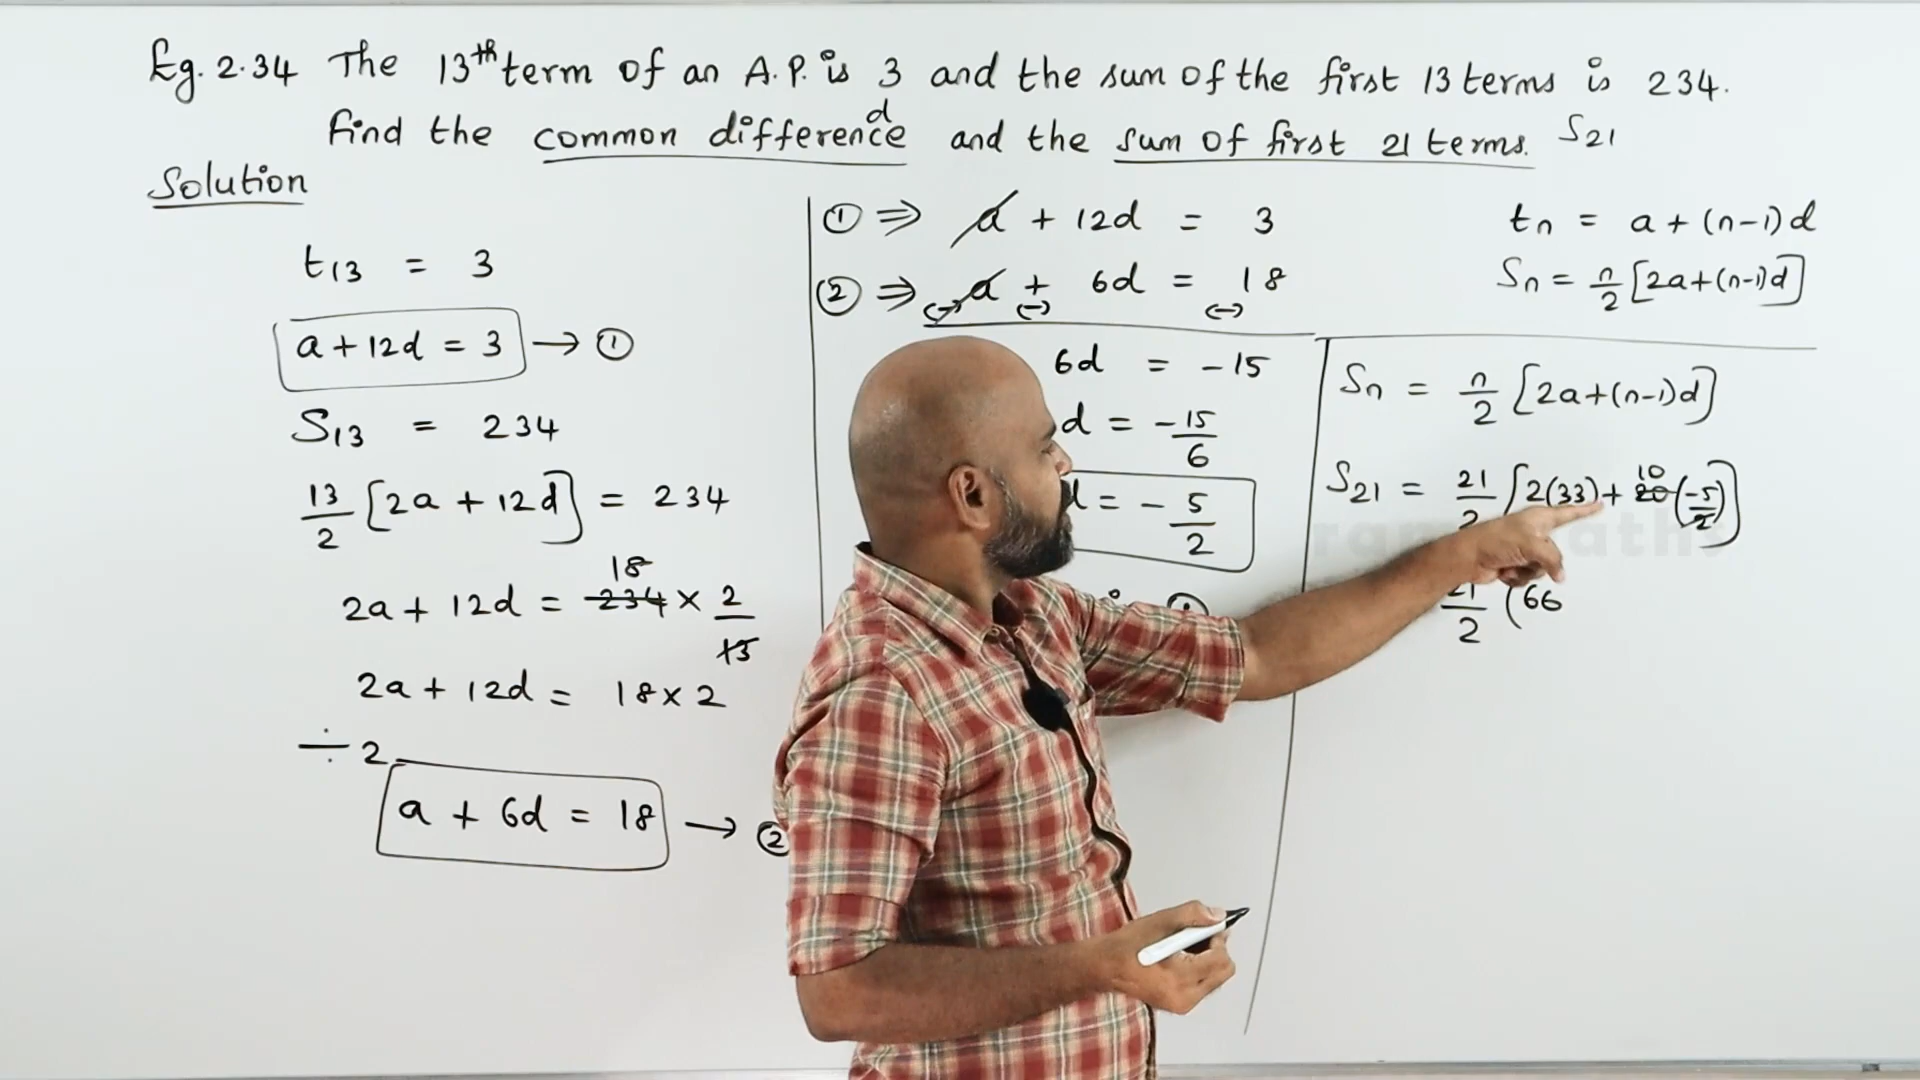 Eg. 2.34 The 13th term of an A.P. is 3 and the sum of the first 13 terms is 234.
Find the common difference d and the sum of first 21 terms. S21
Solution
t13 = 3
a + 12d = 3 → ①
S13 = 234
13/2 [2a + 12d] = 234
18
2a + 12d = 234 × 2/13
2a + 12d = 18 × 2
÷ 2
a + 6d = 18 → ②
① ⇒ a + 12d = 3
② ⇒ a + 6d = 18
(-) (-) (-)
6d = -15
d = -15/6
d = -5/2
①
tn = a + (n-1)d
Sn = n/2 [2a + (n-1)d]
Sn = n/2 [2a + (n-1)d]
10
S21 = 21/2 [2(33) + 20(-5/2)]
21/2 (66